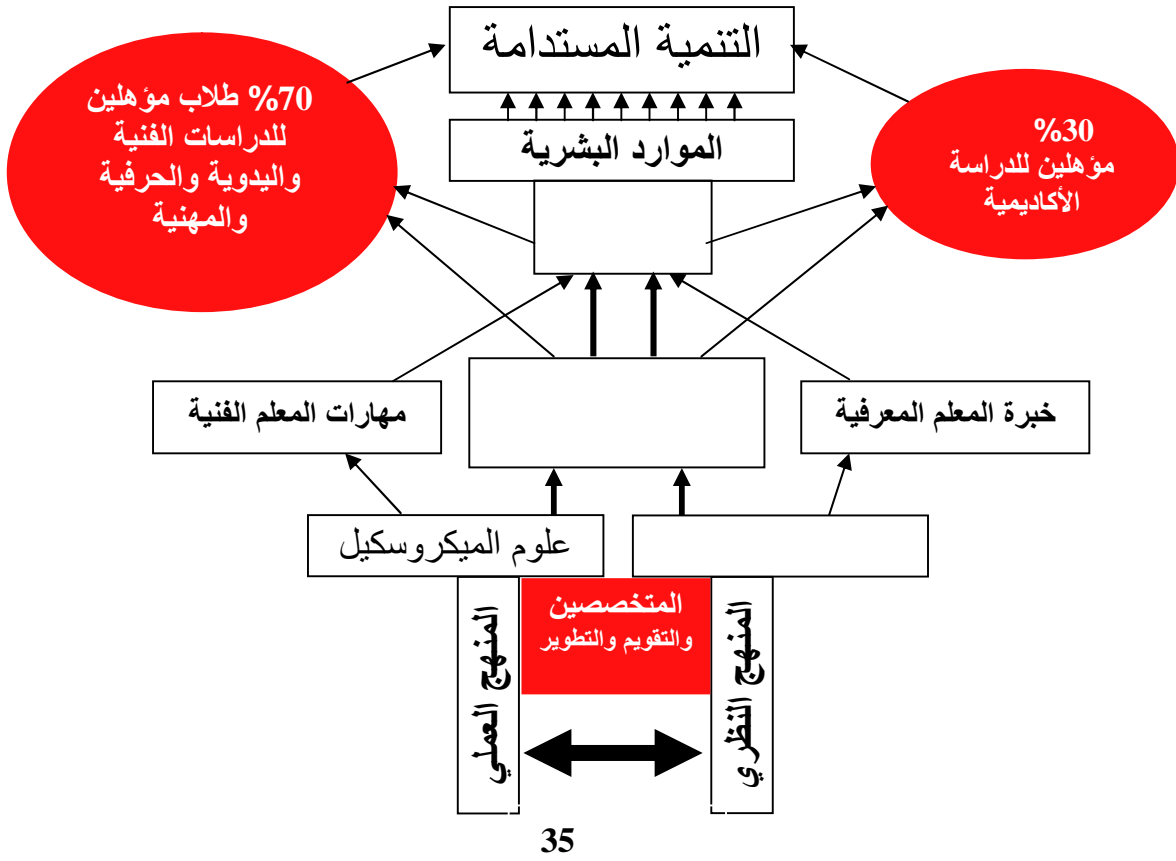 التنمية المستدامة
الموارد البشرية
%30
مؤهلين للدراسة
الأكاديمية
%70 طلاب مؤهلين
للدراسات الفنية
واليدوية والحرفية
والمهنية
خبرة المعلم المعرفية
مهارات المعلم الفنية
علوم الميكروسكيل
المنهج النظري
المتخصصين
والتقويم والتطوير
المنهج العملي
35